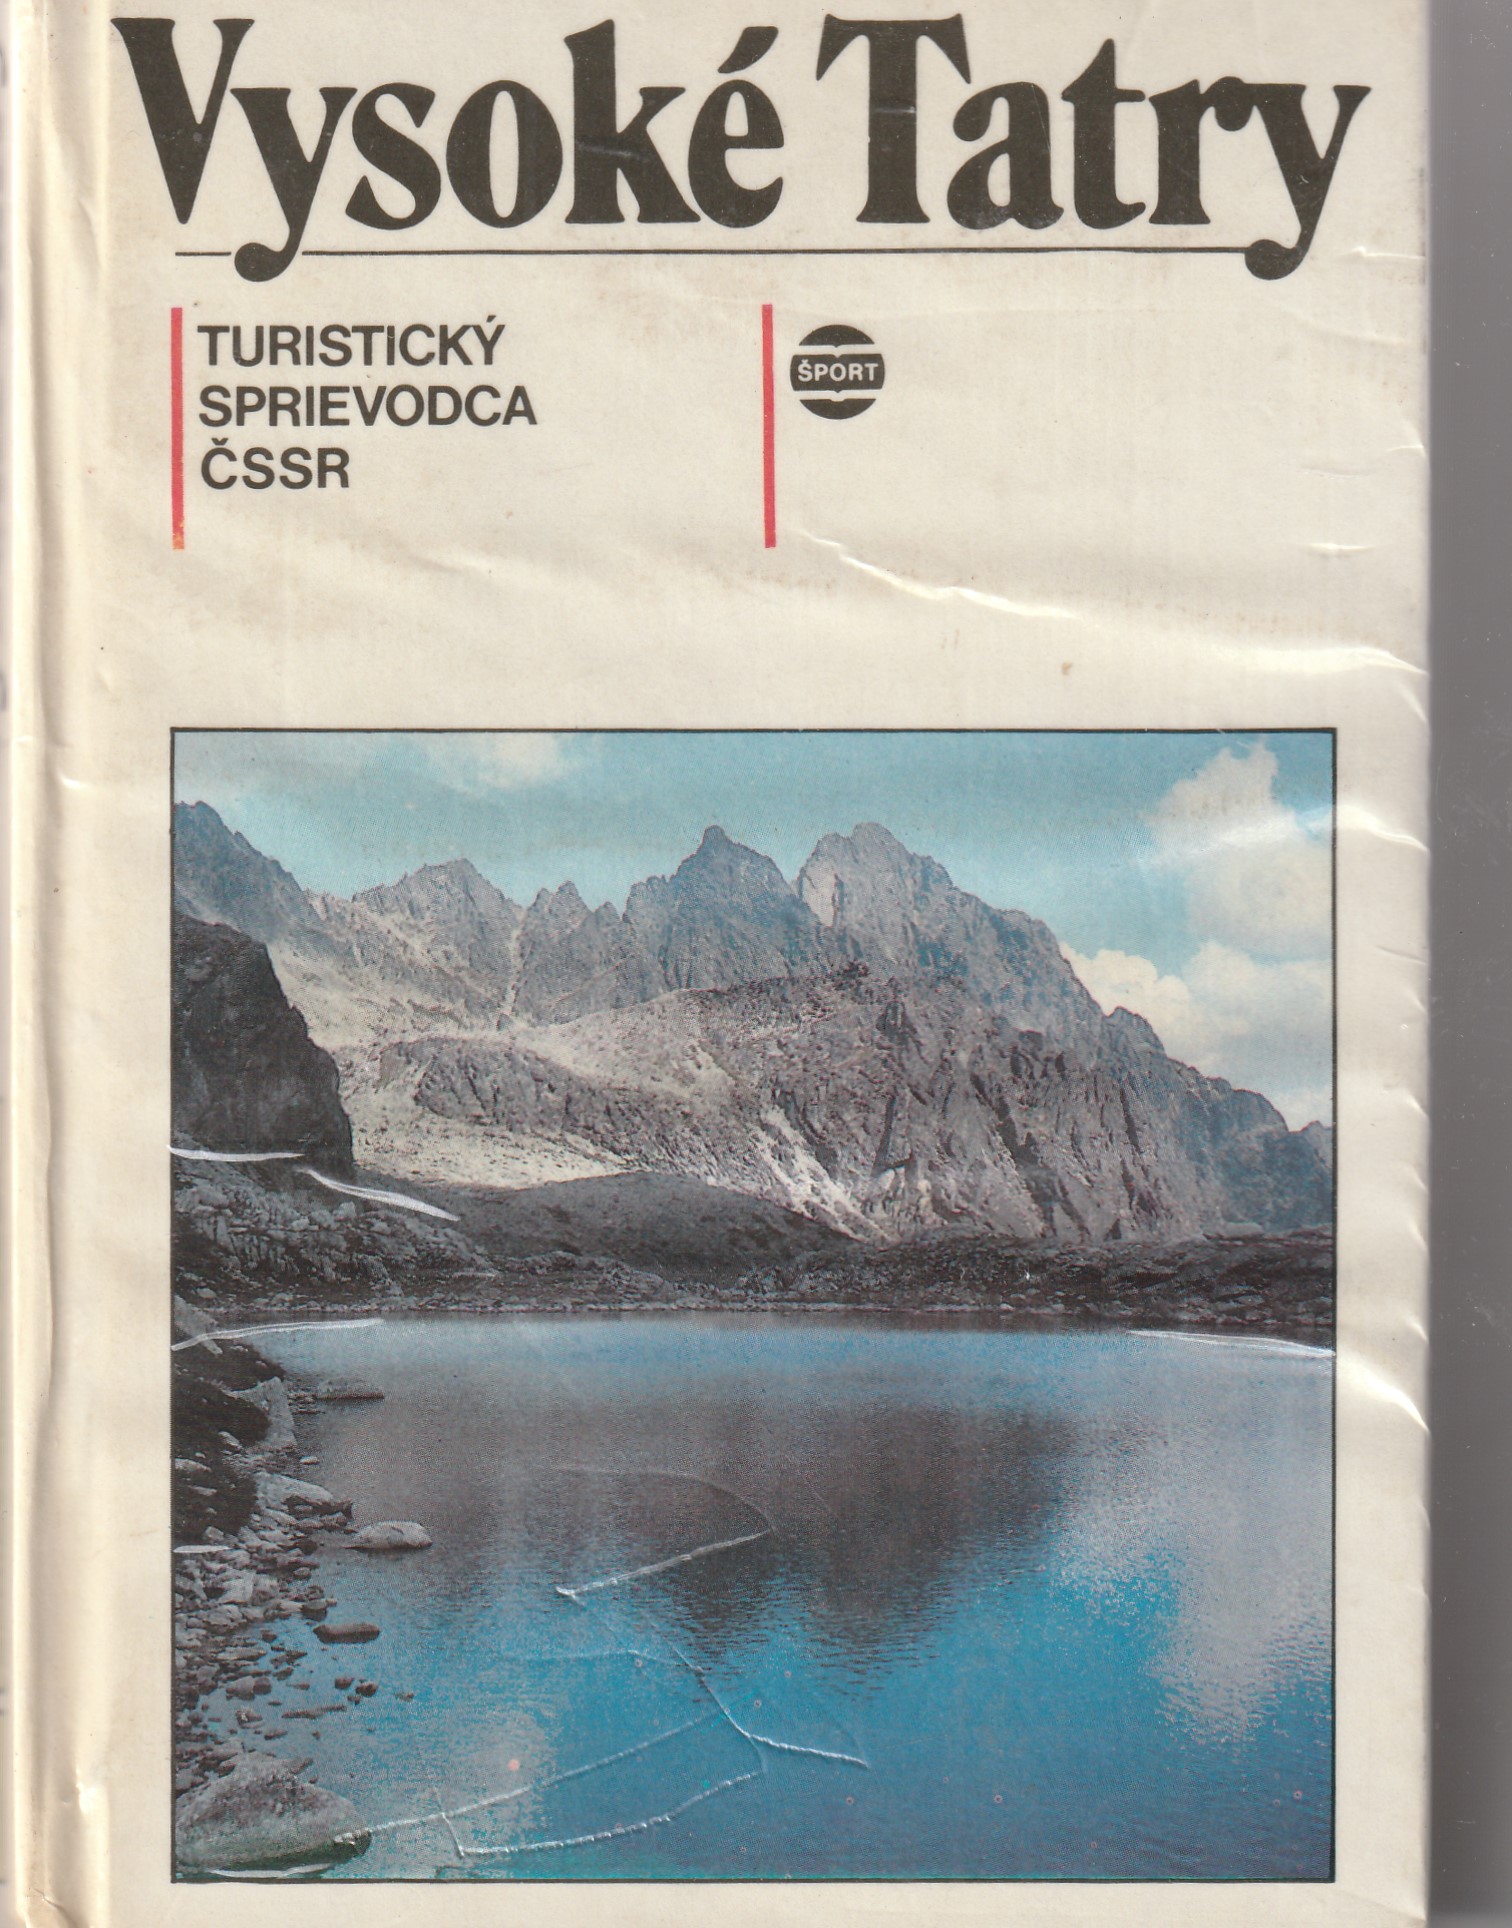 Vysoké Tatry
TURISTICKÝ
SPRIEVODCA
ČSSR
ŠPORT